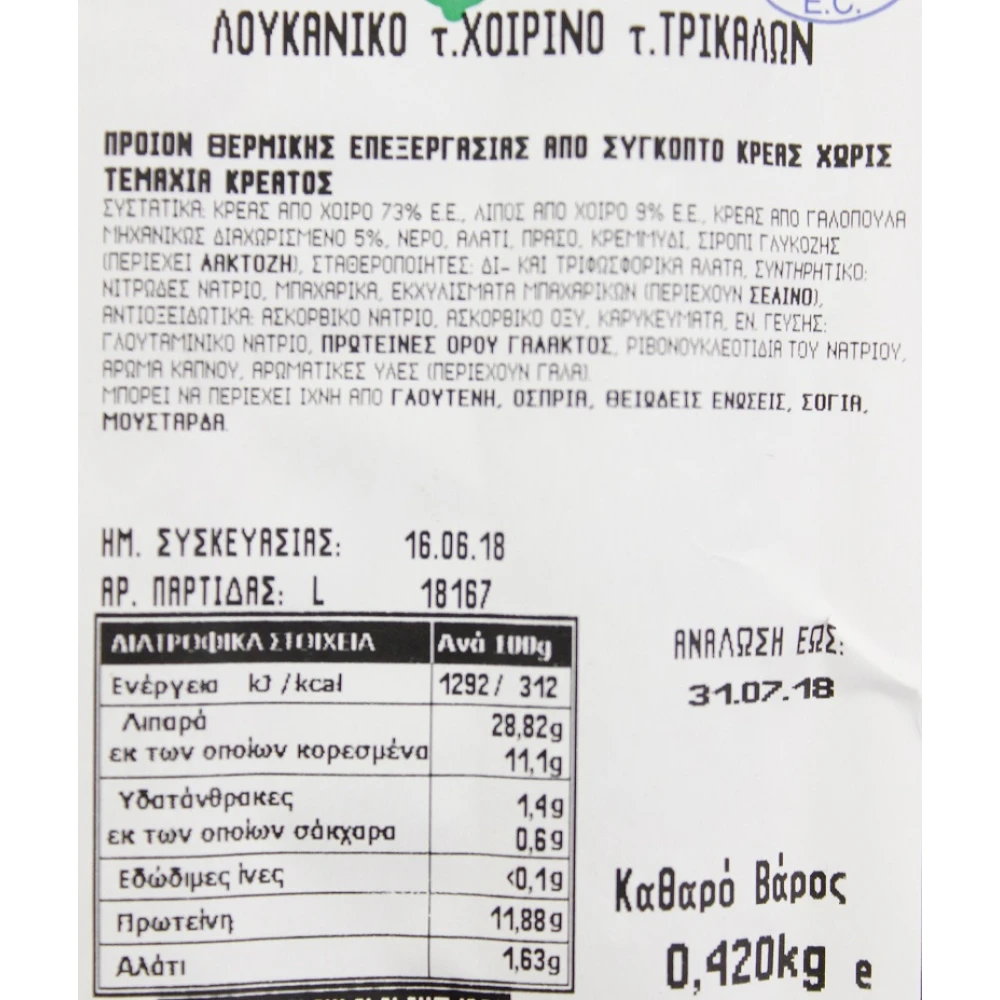 E.C.
ΛΟΥΚΑΝΙΚΟ τ.ΧΟΙΡΙΝΟ τ.ΤΡΙΚΑΛΩΝ
ΠΡΟΙΟΝ ΘΕΡΜΙΚΗΣ ΕΠΕΞΕΡΓΑΣΙΑΣ ΑΠΟ ΣΥΓΚΟΠΤΟ ΚΡΕΑΣ ΧΩΡΙΣ
ΤΕΜΑΧΙΑ ΚΡΕΑΤΟΣ
ΣΥΣΤΑΤΙΚΑ: ΚΡΕΑΣ ΑΠΟ ΧΟΙΡΟ 73% Ε.Ε., ΛΙΠΟΣ ΑΠΟ ΧΟΙΡΟ 9% Ε.Ε., ΚΡΕΑΣ ΑΠΟ ΓΑΛΟΠΟΥΛΑ
ΜΗΧΑΝΙΚΩΣ ΔΙΑΧΩΡΙΣΜΕΝΟ 5%, ΝΕΡΟ, ΑΛΑΤΙ, ΠΡΑΣΟ, ΚΡΕΜΜΥΔΙ, ΣΙΡΟΠΙ ΓΛΥΚΟΖΗΣ
(ΠΕΡΙΕΧΕΙ ΛΑΚΤΟΖΗ), ΣΤΑΘΕΡΟΠΟΙΗΤΕΣ: ΔΙ- ΚΑΙ ΤΡΙΦΩΣΦΟΡΙΚΑ ΑΛΑΤΑ, ΣΥΝΤΗΡΗΤΙΚΟ:
ΝΙΤΡΩΔΕΣ ΝΑΤΡΙΟ, ΜΠΑΧΑΡΙΚΑ, ΕΚΧΥΛΙΣΜΑΤΑ ΜΠΑΧΑΡΙΚΩΝ (ΠΕΡΙΕΧΟΥΝ ΣΕΛΙΝΟ),
ΑΝΤΙΟΞΕΙΔΩΤΙΚΑ: ΑΣΚΟΡΒΙΚΟ ΝΑΤΡΙΟ, ΑΣΚΟΡΒΙΚΟ ΟΞΥ, ΚΑΡΥΚΕΥΜΑΤΑ, ΕΝ. ΓΕΥΣΗΣ:
ΓΛΟΥΤΑΜΙΝΙΚΟ ΝΑΤΡΙΟ, ΠΡΩΤΕΙΝΕΣ ΟΡΟΥ ΓΑΛΑΚΤΟΣ, ΡΙΒΟΝΟΥΚΛΕΟΤΙΔΙΑ ΤΟΥ ΝΑΤΡΙΟΥ,
ΑΡΩΜΑ ΚΑΠΝΟΥ, ΑΡΩΜΑΤΙΚΕΣ ΥΛΕΣ (ΠΕΡΙΕΧΟΥΝ ΓΑΛΑ).
ΜΠΟΡΕΙ ΝΑ ΠΕΡΙΕΧΕΙ ΙΧΝΗ ΑΠΟ ΓΛΟΥΤΕΝΗ, ΟΣΠΡΙΑ, ΘΕΙΩΔΕΙΣ ΕΝΩΣΕΙΣ, ΣΟΓΙΑ,
ΜΟΥΣΤΑΡΔΑ.
ΗΜ. ΣΥΣΚΕΥΑΣΙΑΣ: 16.06.18
ΑΡ. ΠΑΡΤΙΔΑΣ: L 18167
ΔΙΑΤΡΟΦΙΚΑ ΣΤΟΙΧΕΙΑ Ανά 100g
Ενέργεια kJ /kcal 1292/ 312
Λιπαρά 28,82g
εκ των οποίων κορεσμένα 11,1g
Υδατάνθρακες 1,4g
εκ των οποίων σάκχαρα 0,6g
Εδώδιμες ίνες <0,1g
Πρωτεΐνη 11,88g
Αλάτι 1,63g
ΑΝΑΛΩΣΗ ΕΩΣ:
31.07.18
Καθαρό Βάρος
0,420kg e